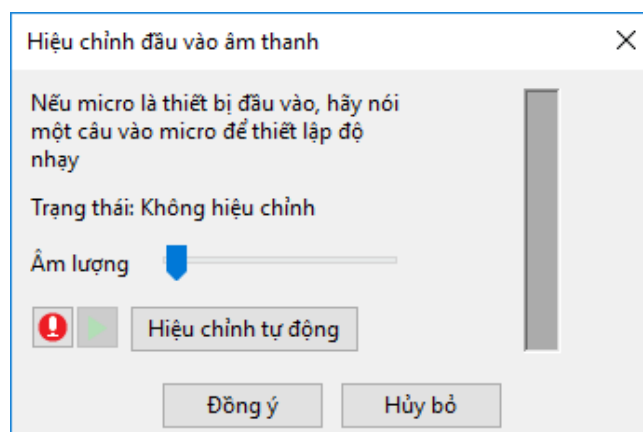 Hiệu chỉnh đầu vào âm thanh
Nếu micro là thiết bị đầu vào, hãy nói
một câu vào micro để thiết lập độ
nhạy
Trạng thái: Không hiệu chỉnh
Âm lượng
Hiệu chỉnh tự động
Đồng ý
Hủy bỏ